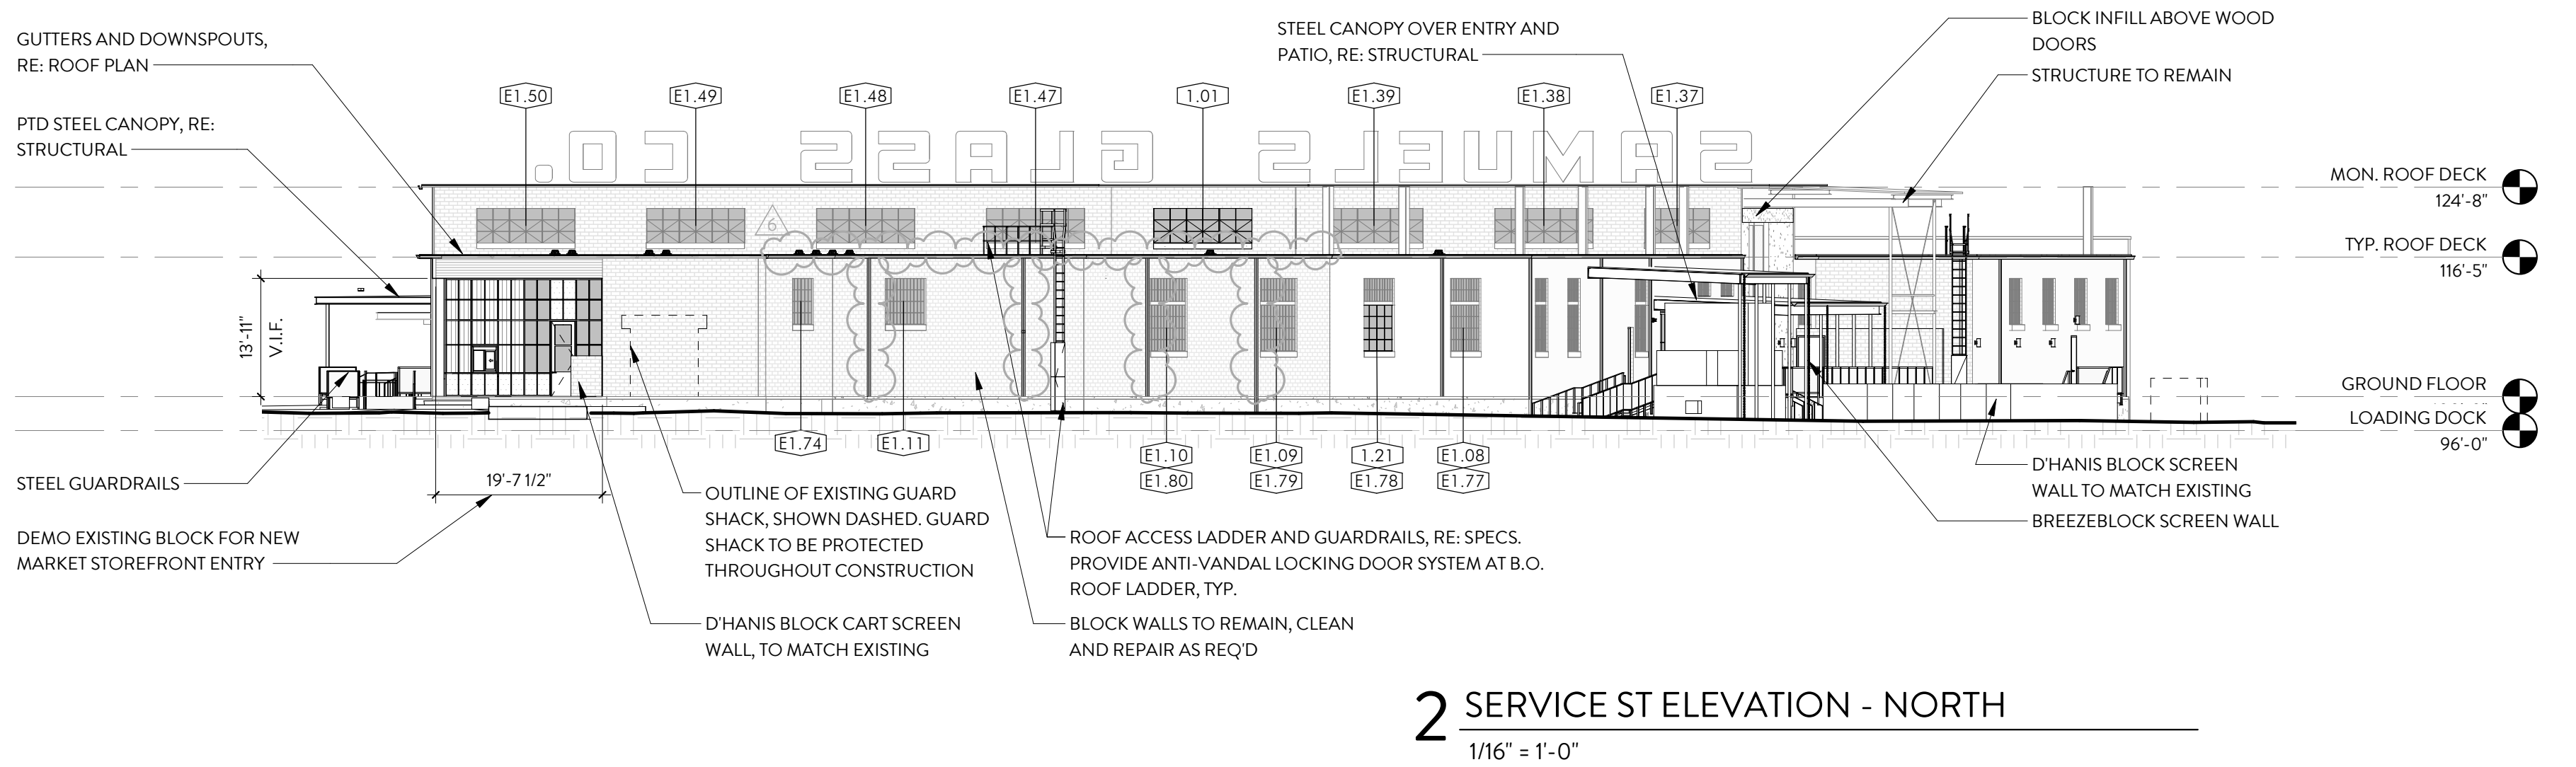 GUTTERS AND DOWNSPOUTS,
RE: ROOF PLAN
PTD STEEL CANOPY, RE:
STRUCTURAL
STEEL CANOPY OVER ENTRY AND
PATIO, RE: STRUCTURAL
BLOCK INFILL ABOVE WOOD
DOORS
STRUCTURE TO REMAIN
E1.50
E1.49
E1.48
E1.47
1.01
E1.39
E1.38
E1.37
SAMUELS GLASS CO.
6
MON. ROOF DECK
124'-8"
TYP. ROOF DECK
116'-5"
GROUND FLOOR
LOADING DOCK
96'-0"
13'-11"
V.I.F.
E1.74
E1.11
E1.10
E1.80
E1.09
E1.79
1.21
E1.78
E1.08
E1.77
STEEL GUARDRAILS
19'-7 1/2"
DEMO EXISTING BLOCK FOR NEW
MARKET STOREFRONT ENTRY
OUTLINE OF EXISTING GUARD
SHACK, SHOWN DASHED. GUARD
SHACK TO BE PROTECTED
THROUGHOUT CONSTRUCTION
D'HANIS BLOCK CART SCREEN
WALL, TO MATCH EXISTING
ROOF ACCESS LADDER AND GUARDRAILS, RE: SPECS.
PROVIDE ANTI-VANDAL LOCKING DOOR SYSTEM AT B.O.
ROOF LADDER, TYP.
BLOCK WALLS TO REMAIN, CLEAN
AND REPAIR AS REQ'D
D'HANIS BLOCK SCREEN
WALL TO MATCH EXISTING
BREEZEBLOCK SCREEN WALL
2 SERVICE ST ELEVATION - NORTH
1/16" = 1'-0"